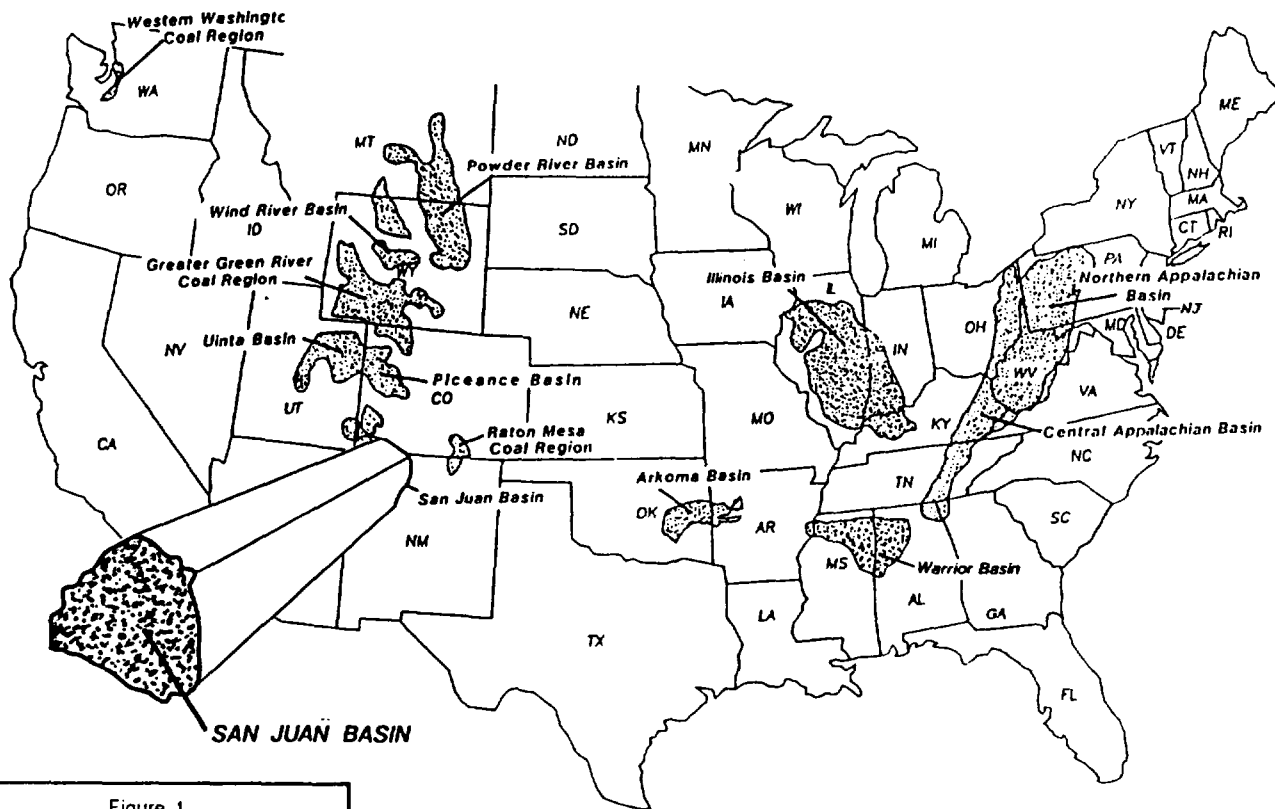 Western Washingtc
Coal Region
WA
MT
ND
MN
ME
VT
NH
Powder River Basin
OR
MA
NY
WI
CT
RI
Wind River Basin
ID
SD
MI
Greater Green River
Coal Region
PA
Illinois Basin
Northern Appalachian
Basin
IA
IL
NE
NJ
OH
MD
DE
Uinta Basin
NV
IN
WV
Piceance Basin
CO
VA
UT
KS
MO
KY
CA
Raton Mesa
Coal Region
Central Appalachian Basin
NC
Arkoma Basin
TN
San Juan Basin
OK
AR
SC
NM
MS
Warrior Basin
AL
GA
LA
TX
FL
SAN JUAN BASIN
Figure 1